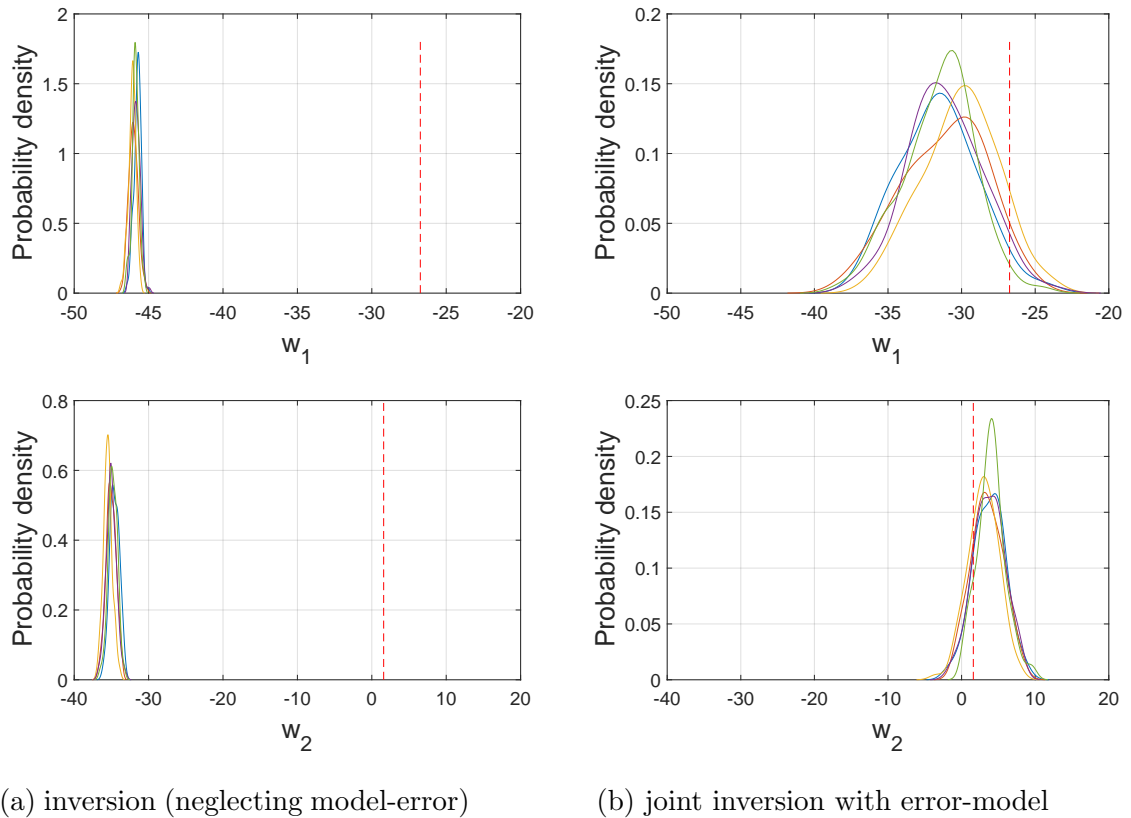 2
1.5
1
0.5
0
Probability density
-50 -45 -40 -35 -30 -25 -20
w_1
0.2
0.15
0.1
0.05
0
Probability density
-50 -45 -40 -35 -30 -25 -20
w_1
0.8
0.6
0.4
0.2
0
Probability density
-40 -30 -20 -10 0 10 20
w_2
0.25
0.2
0.15
0.1
0.05
0
Probability density
-40 -30 -20 -10 0 10 20
w_2
(a) inversion (neglecting model-error)
(b) joint inversion with error-model